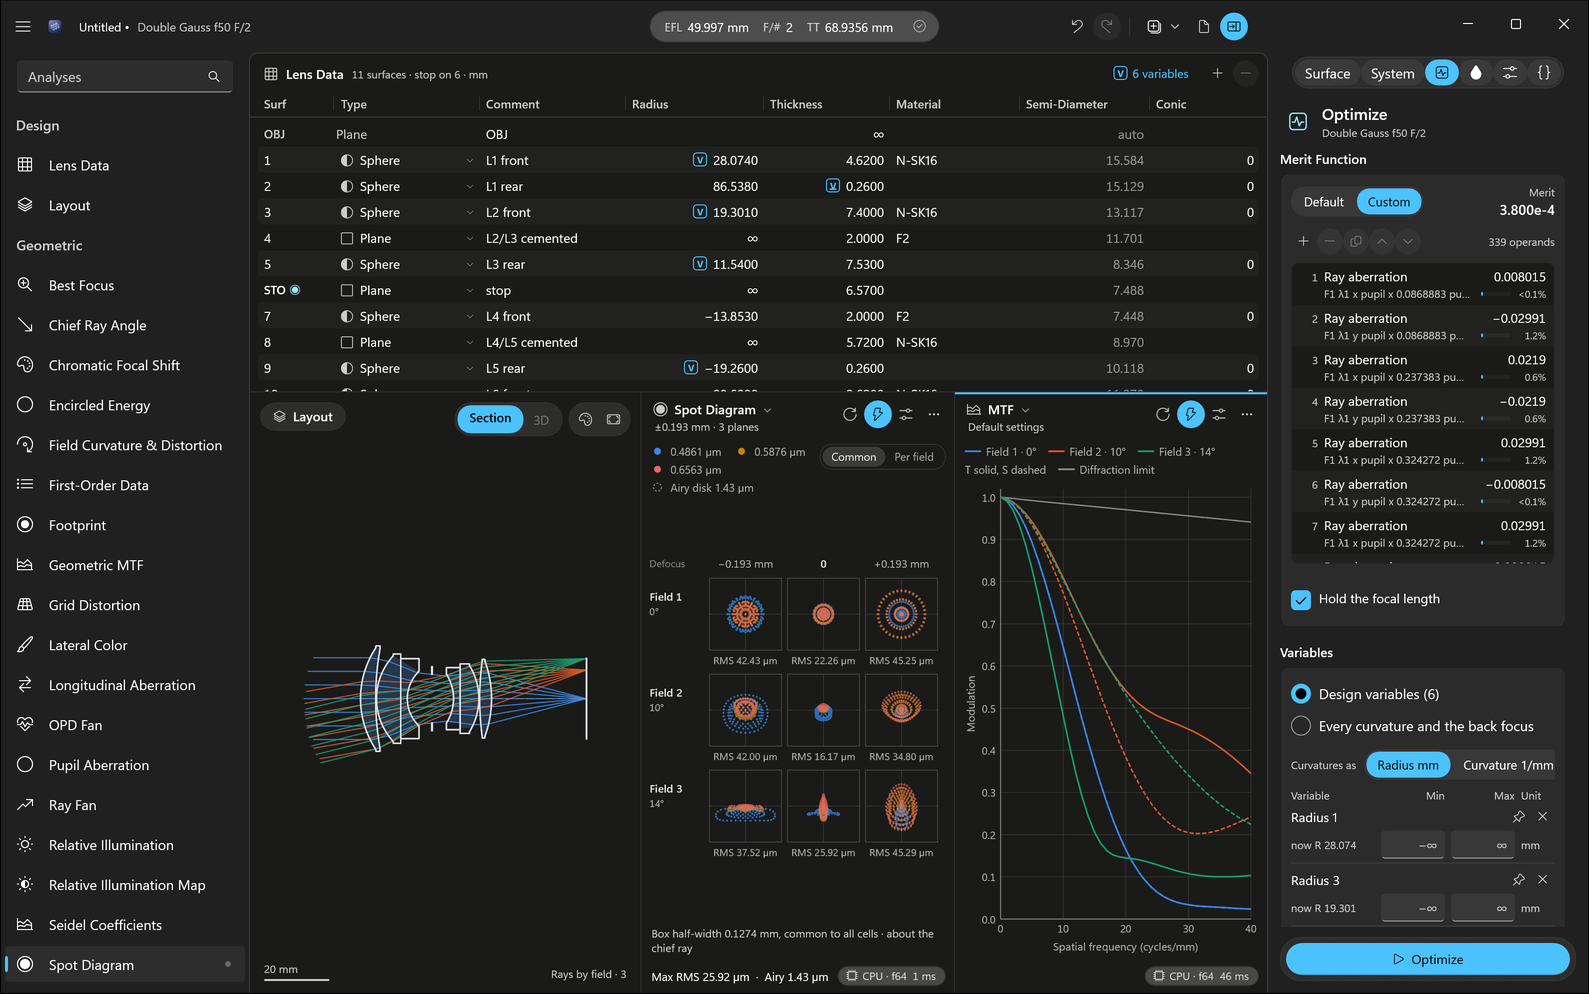 Untitled • Double Gauss f50 F/2
EFL 49.997 mm F/# 2 TT 68.9356 mm
Analyses
Design
Lens Data
Layout
Geometric
Best Focus
Chief Ray Angle
Chromatic Focal Shift
Encircled Energy
Field Curvature & Distortion
First-Order Data
Footprint
Geometric MTF
Grid Distortion
Lateral Color
Longitudinal Aberration
OPD Fan
Pupil Aberration
Ray Fan
Relative Illumination
Relative Illumination Map
Seidel Coefficients
Spot Diagram
Lens Data 11 surfaces · stop on 6 · mm
V 6 variables
Surf Type Comment Radius Thickness Material Semi-Diameter Conic
OBJ Plane OBJ ∞ auto
1 Sphere L1 front V 28.0740 4.6200 N-SK16 15.584 0
2 Sphere L1 rear 86.5380 V 0.2600 15.129 0
3 Sphere L2 front V 19.3010 7.4000 N-SK16 13.117 0
4 Plane L2/L3 cemented ∞ 2.0000 F2 11.701
5 Sphere L3 rear V 11.5400 7.5300 8.346 0
STO Plane stop ∞ 6.5700 7.488
7 Sphere L4 front −13.8530 2.0000 F2 7.448 0
8 Plane L4/L5 cemented ∞ 5.7200 N-SK16 8.970
9 Sphere L5 rear V −19.2600 0.2600 10.118 0
Layout
Section 3D
20 mm
Rays by field · 3
Spot Diagram
±0.193 mm · 3 planes
0.4861 µm 0.5876 µm
0.6563 µm
Airy disk 1.43 µm
Common Per field
Defocus −0.193 mm 0 +0.193 mm
Field 1
0°
RMS 42.43 µm RMS 22.26 µm RMS 45.25 µm
Field 2
10°
RMS 42.00 µm RMS 16.17 µm RMS 34.80 µm
Field 3
14°
RMS 37.52 µm RMS 25.92 µm RMS 45.29 µm
Box half-width 0.1274 mm, common to all cells · about the
chief ray
Max RMS 25.92 µm · Airy 1.43 µm CPU · f64 1 ms
MTF
Default settings
Field 1 · 0° Field 2 · 10° Field 3 · 14°
T solid, S dashed Diffraction limit
1.0
0.9
0.8
0.7
0.6
0.5
0.4
0.3
0.2
0.1
0.0
Modulation
0 10 20 30 40
Spatial frequency (cycles/mm)
CPU · f64 46 ms
Surface System {}
Optimize
Double Gauss f50 F/2
Merit Function
Default Custom
Merit
3.800e-4
339 operands
1 Ray aberration 0.008015
F1 λ1 x pupil x 0.0868883 pu... <0.1%
2 Ray aberration −0.02991
F1 λ1 y pupil x 0.0868883 pu... 1.2%
3 Ray aberration 0.0219
F1 λ1 x pupil x 0.237383 pu... 0.6%
4 Ray aberration −0.0219
F1 λ1 y pupil x 0.237383 pu... 0.6%
5 Ray aberration 0.02991
F1 λ1 x pupil x 0.324272 pu... 1.2%
6 Ray aberration −0.008015
F1 λ1 y pupil x 0.324272 pu... <0.1%
7 Ray aberration 0.02991
F1 λ1 x pupil x 0.324272 pu... 1.2%
Hold the focal length
Variables
Design variables (6)
Every curvature and the back focus
Curvatures as Radius mm Curvature 1/mm
Variable Min Max Unit
Radius 1
now R 28.074 −∞ ∞ mm
Radius 3
now R 19.301 −∞ ∞ mm
Optimize